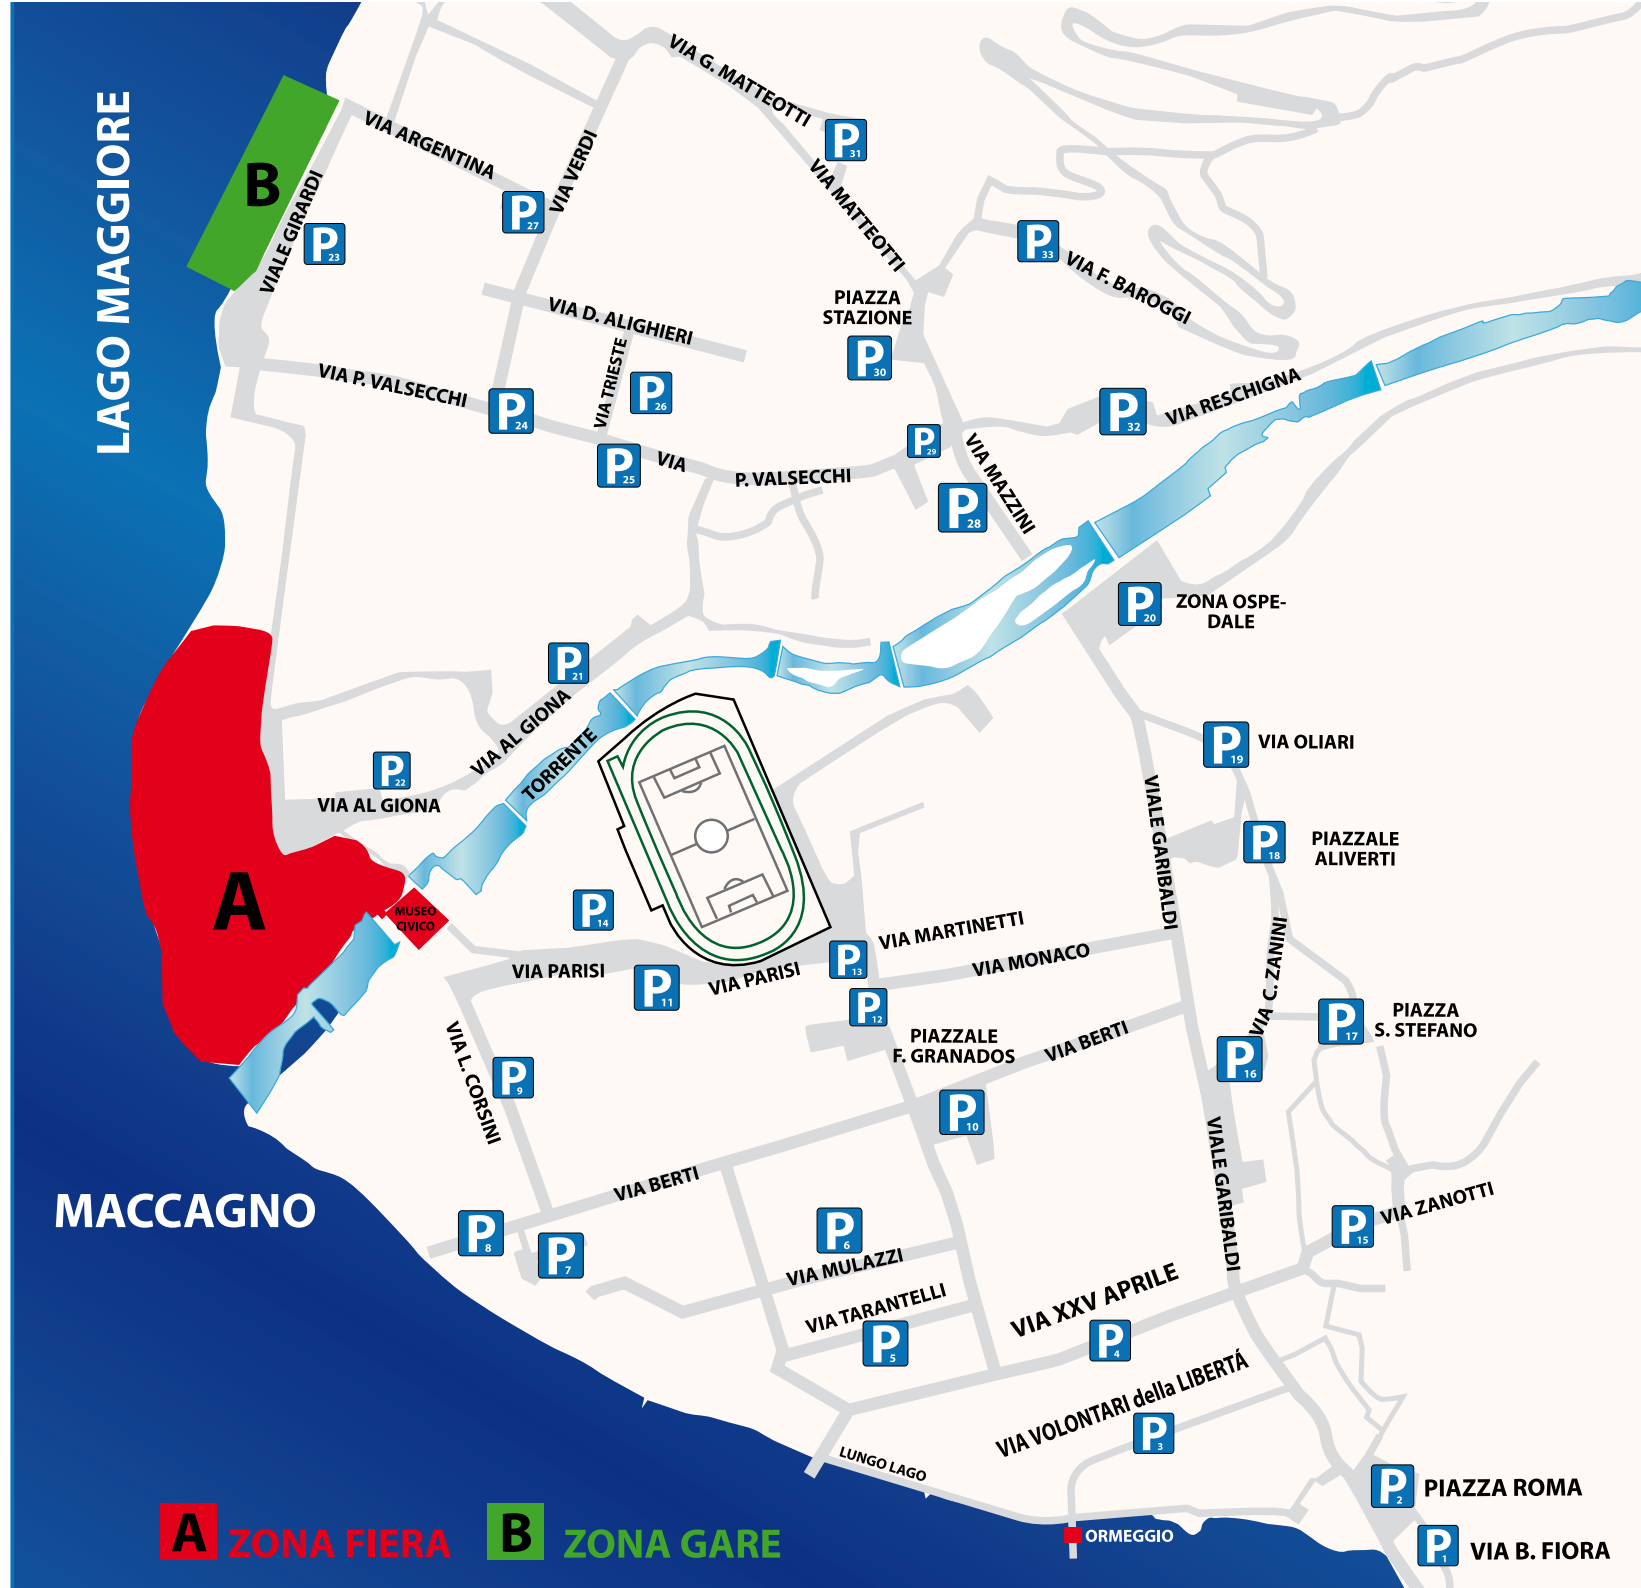 VIA G. MATTEOTTI
LAGO MAGGIORE
VIA ARGENTINA
VIA VERDI
P 31
B
VIALE GIRARDI
VIA MATTEOTTI
P 27
P 23
P 33
VIA F. BAROGGI
PIAZZA
STAZIONE
VIA D. ALIGHIERI
P 30
VIA TRIESTE
VIA P. VALSECCHI
P 26
P 24
P 32
VIA RESCHIGNA
P 29
P 25
VIA
P. VALSECCHI
VIA MAZZINI
P 28
P 20
ZONA OSPE-
DALE
P 21
VIA AL GIONA
TORRENTE
P 19
VIA OLIARI
P 22
VIA AL GIONA
VIALE GARIBALDI
P 18
PIAZZALE
ALIVERTI
A
MUSEO
CIVICO
P 14
VIA MARTINETTI
P 13
VIA MONACO
VIA PARISI
VIA PARISI
P 11
VIA C. ZANINI
P 12
P 17
PIAZZA
S. STEFANO
PIAZZALE
F. GRANADOS
VIA BERTI
P 16
VIA L. CORSINI
P 9
P 10
VIALE GARIBALDI
VIA BERTI
MACCAGNO
P 8
P 7
P 6
VIA MULAZZI
P 15
VIA ZANOTTI
VIA TARANTELLI
P 5
VIA XXV APRILE
P 4
VIA VOLONTARI della LIBERTÁ
P 3
LUNGO LAGO
P 2
PIAZZA ROMA
ORMEGGIO
P 1
VIA B. FIORA
A ZONA FIERA
B ZONA GARE